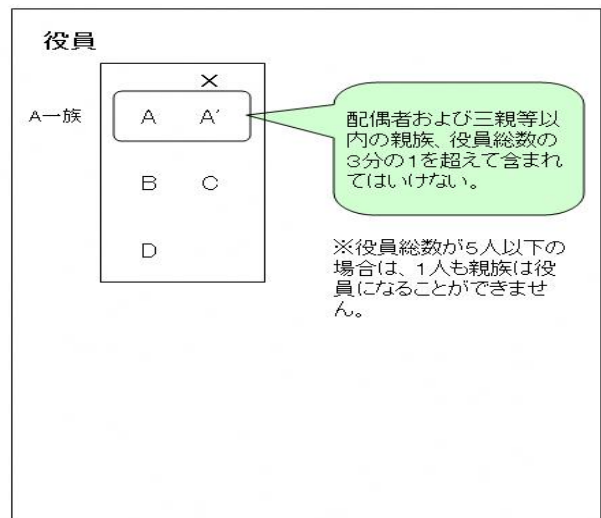 役員
×
A一族
A A´
B C
D
配偶者および三親等以
内の親族、役員総数の
3分の1を超えて含まれ
てはいけない。
※役員総数が5人以下の
場合は、1人も親族は役
員になることができませ
ん。